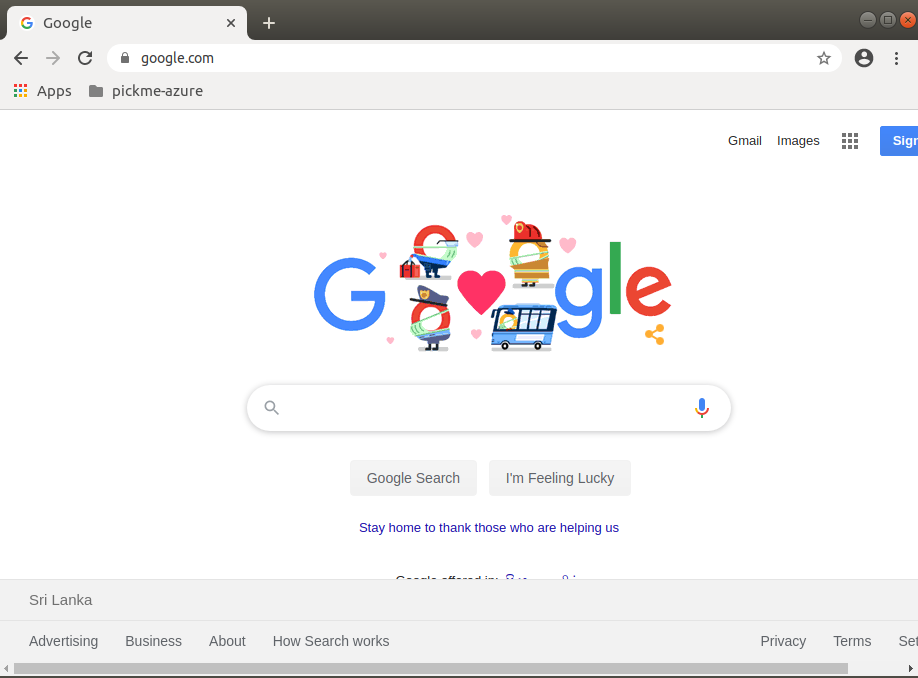 Google
google.com
Apps pickme-azure
Gmail Images Sign
Google
Google Search I'm Feeling Lucky
Stay home to thank those who are helping us
Google offered in:
Sri Lanka
Advertising Business About How Search works Privacy Terms Set